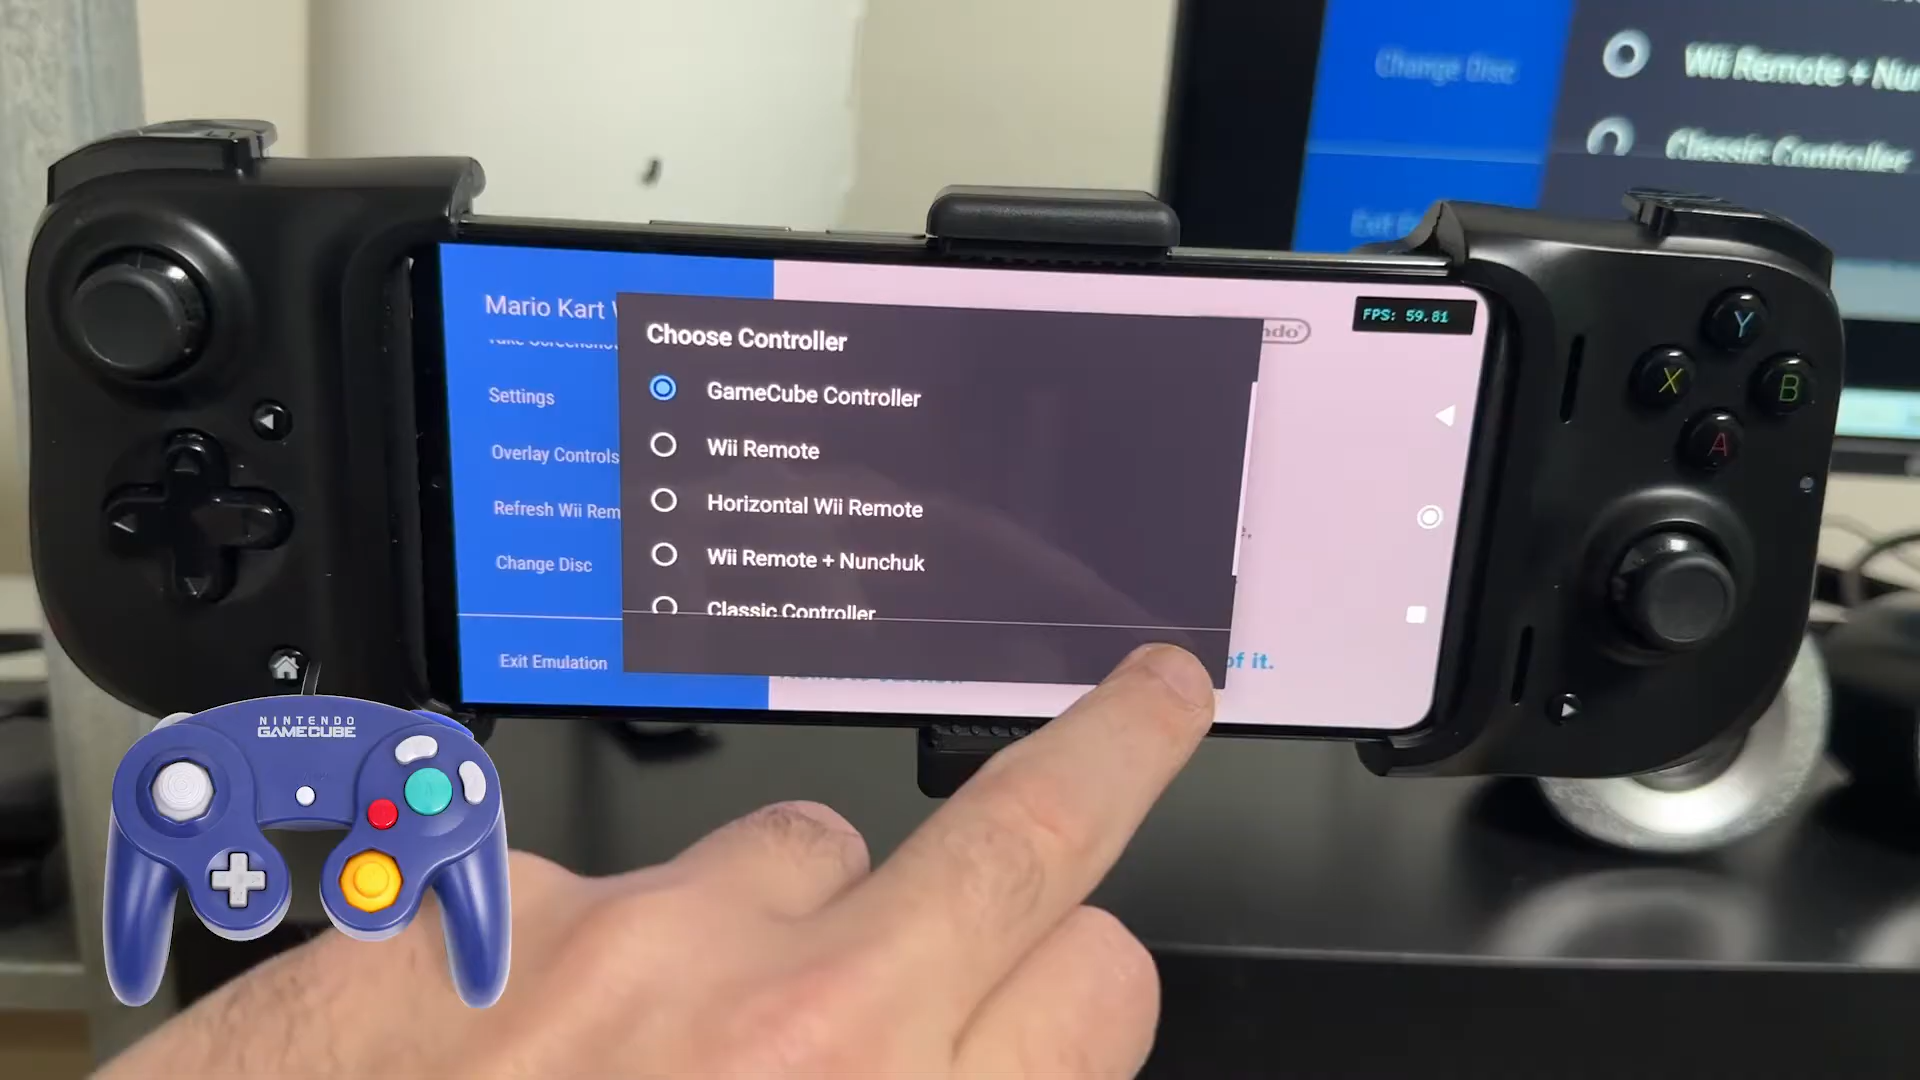 Change Disc
Wii Remote + Nun
Classic Controller
Mario Kart
Choose Controller
FPS: 59.81
GameCube Controller
Settings
Wii Remote
Overlay Controls
Horizontal Wii Remote
Refresh Wii Rem
Wii Remote + Nunchuk
Change Disc
Classic Controller
Exit Emulation
of it.
Y
X
B
A
NINTENDO
GAMECUBE